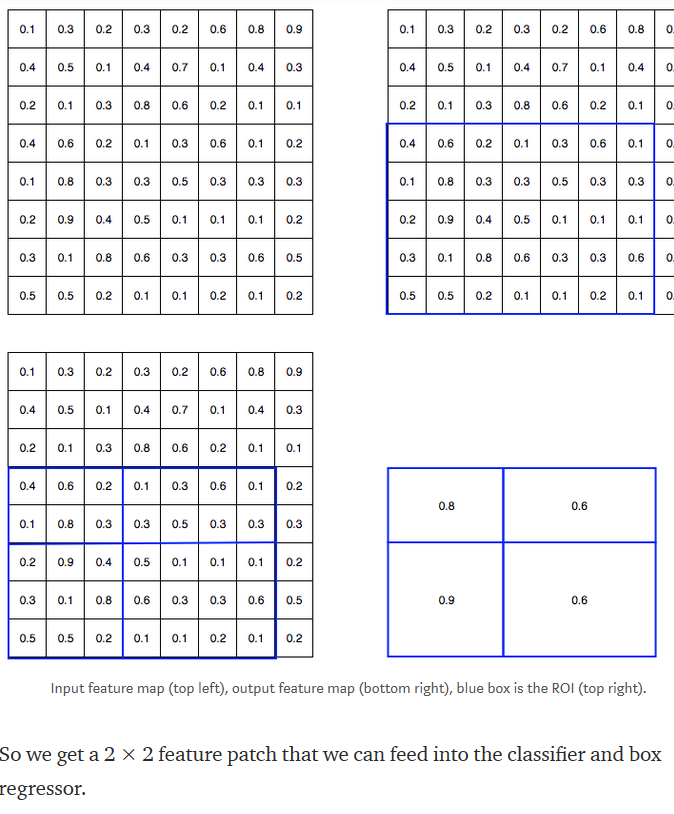 0.1 0.3 0.2 0.3 0.2 0.6 0.8 0.9
0.4 0.5 0.1 0.4 0.7 0.1 0.4 0.3
0.2 0.1 0.3 0.8 0.6 0.2 0.1 0.1
0.4 0.6 0.2 0.1 0.3 0.6 0.1 0.2
0.1 0.8 0.3 0.3 0.5 0.3 0.3 0.3
0.2 0.9 0.4 0.5 0.1 0.1 0.1 0.2
0.3 0.1 0.8 0.6 0.3 0.3 0.6 0.5
0.5 0.5 0.2 0.1 0.1 0.2 0.1 0.2
0.1 0.3 0.2 0.3 0.2 0.6 0.8
0.4 0.5 0.1 0.4 0.7 0.1 0.4
0.2 0.1 0.3 0.8 0.6 0.2 0.1
0.4 0.6 0.2 0.1 0.3 0.6 0.1
0.1 0.8 0.3 0.3 0.5 0.3 0.3
0.2 0.9 0.4 0.5 0.1 0.1 0.1
0.3 0.1 0.8 0.6 0.3 0.3 0.6
0.5 0.5 0.2 0.1 0.1 0.2 0.1
0.1 0.3 0.2 0.3 0.2 0.6 0.8 0.9
0.4 0.5 0.1 0.4 0.7 0.1 0.4 0.3
0.2 0.1 0.3 0.8 0.6 0.2 0.1 0.1
0.4 0.6 0.2 0.1 0.3 0.6 0.1 0.2
0.1 0.8 0.3 0.3 0.5 0.3 0.3 0.3
0.2 0.9 0.4 0.5 0.1 0.1 0.1 0.2
0.3 0.1 0.8 0.6 0.3 0.3 0.6 0.5
0.5 0.5 0.2 0.1 0.1 0.2 0.1 0.2
0.8 0.6
0.9 0.6
Input feature map (top left), output feature map (bottom right), blue box is the ROI (top right).
So we get a 2 × 2 feature patch that we can feed into the classifier and box
regressor.